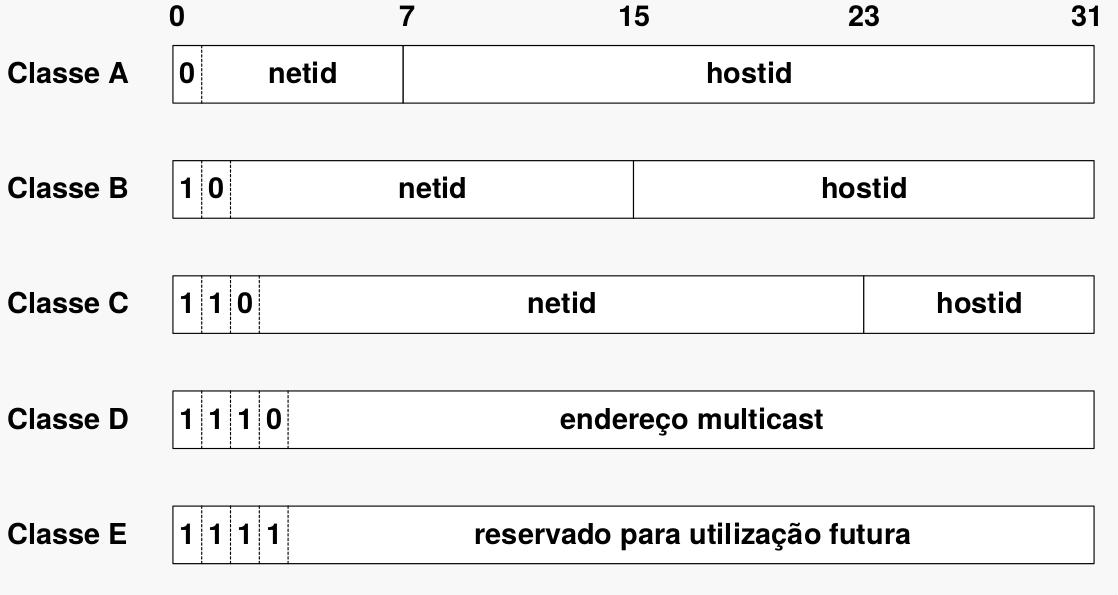 0 7 15 23 31
Classe A 0 netid hostid
Classe B 1 0 netid hostid
Classe C 1 1 0 netid hostid
Classe D 1 1 1 0 endereço multicast
Classe E 1 1 1 1 reservado para utilização futura